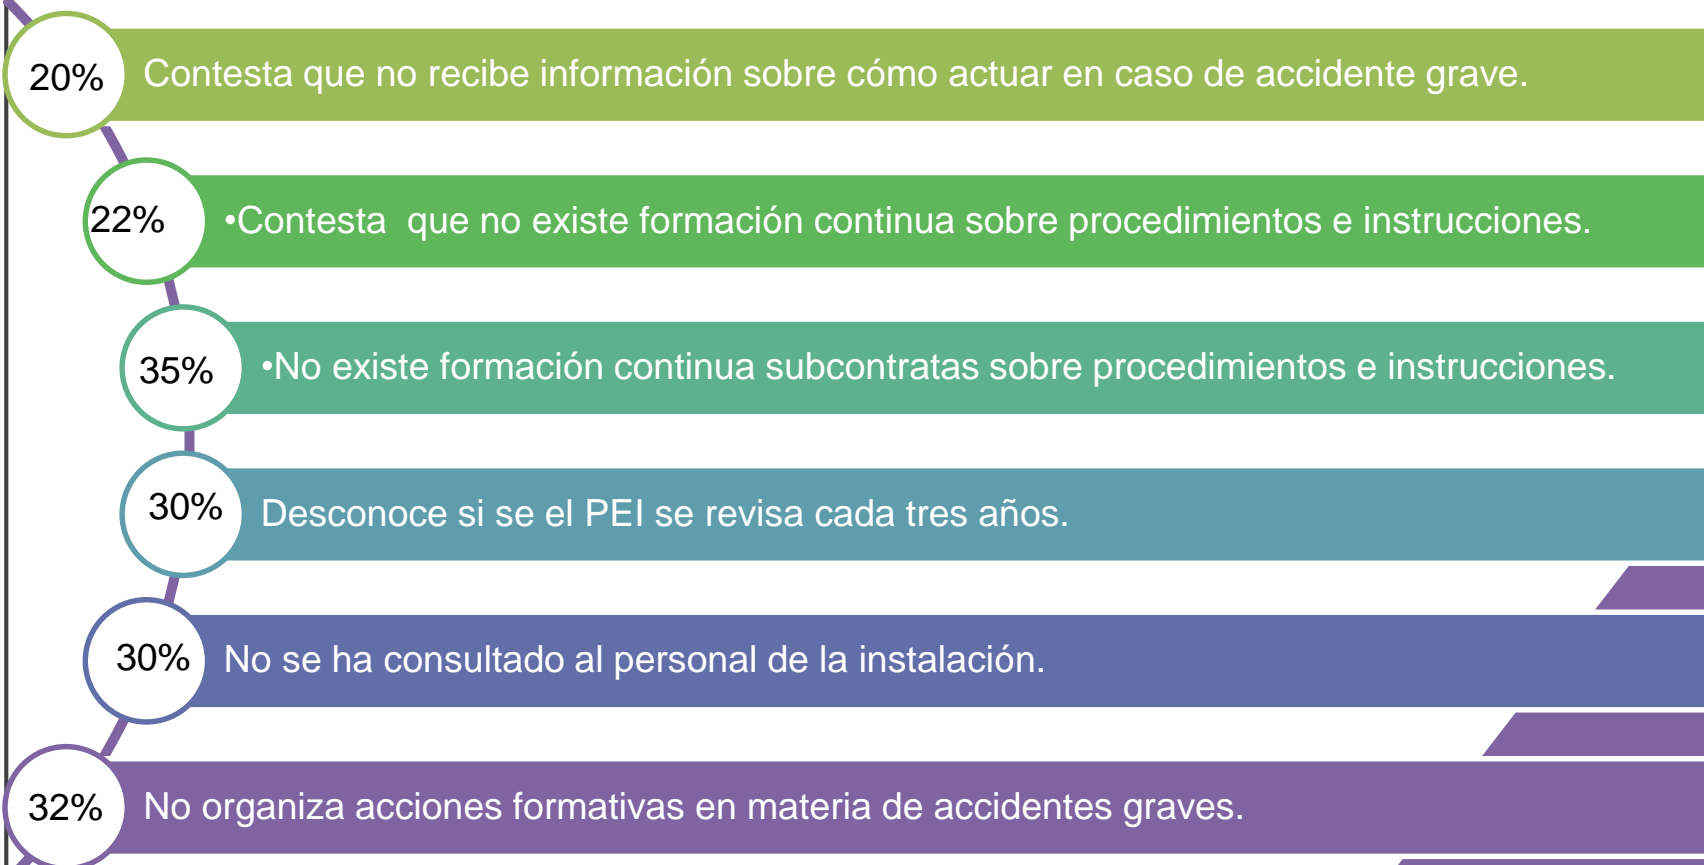 20% Contesta que no recibe información sobre cómo actuar en caso de accidente grave.
22% •Contesta  que no existe formación continua sobre procedimientos e instrucciones.
35% •No existe formación continua subcontratas sobre procedimientos e instrucciones.
30% Desconoce si se el PEI se revisa cada tres años.
30% No se ha consultado al personal de la instalación.
32% No organiza acciones formativas en materia de accidentes graves.